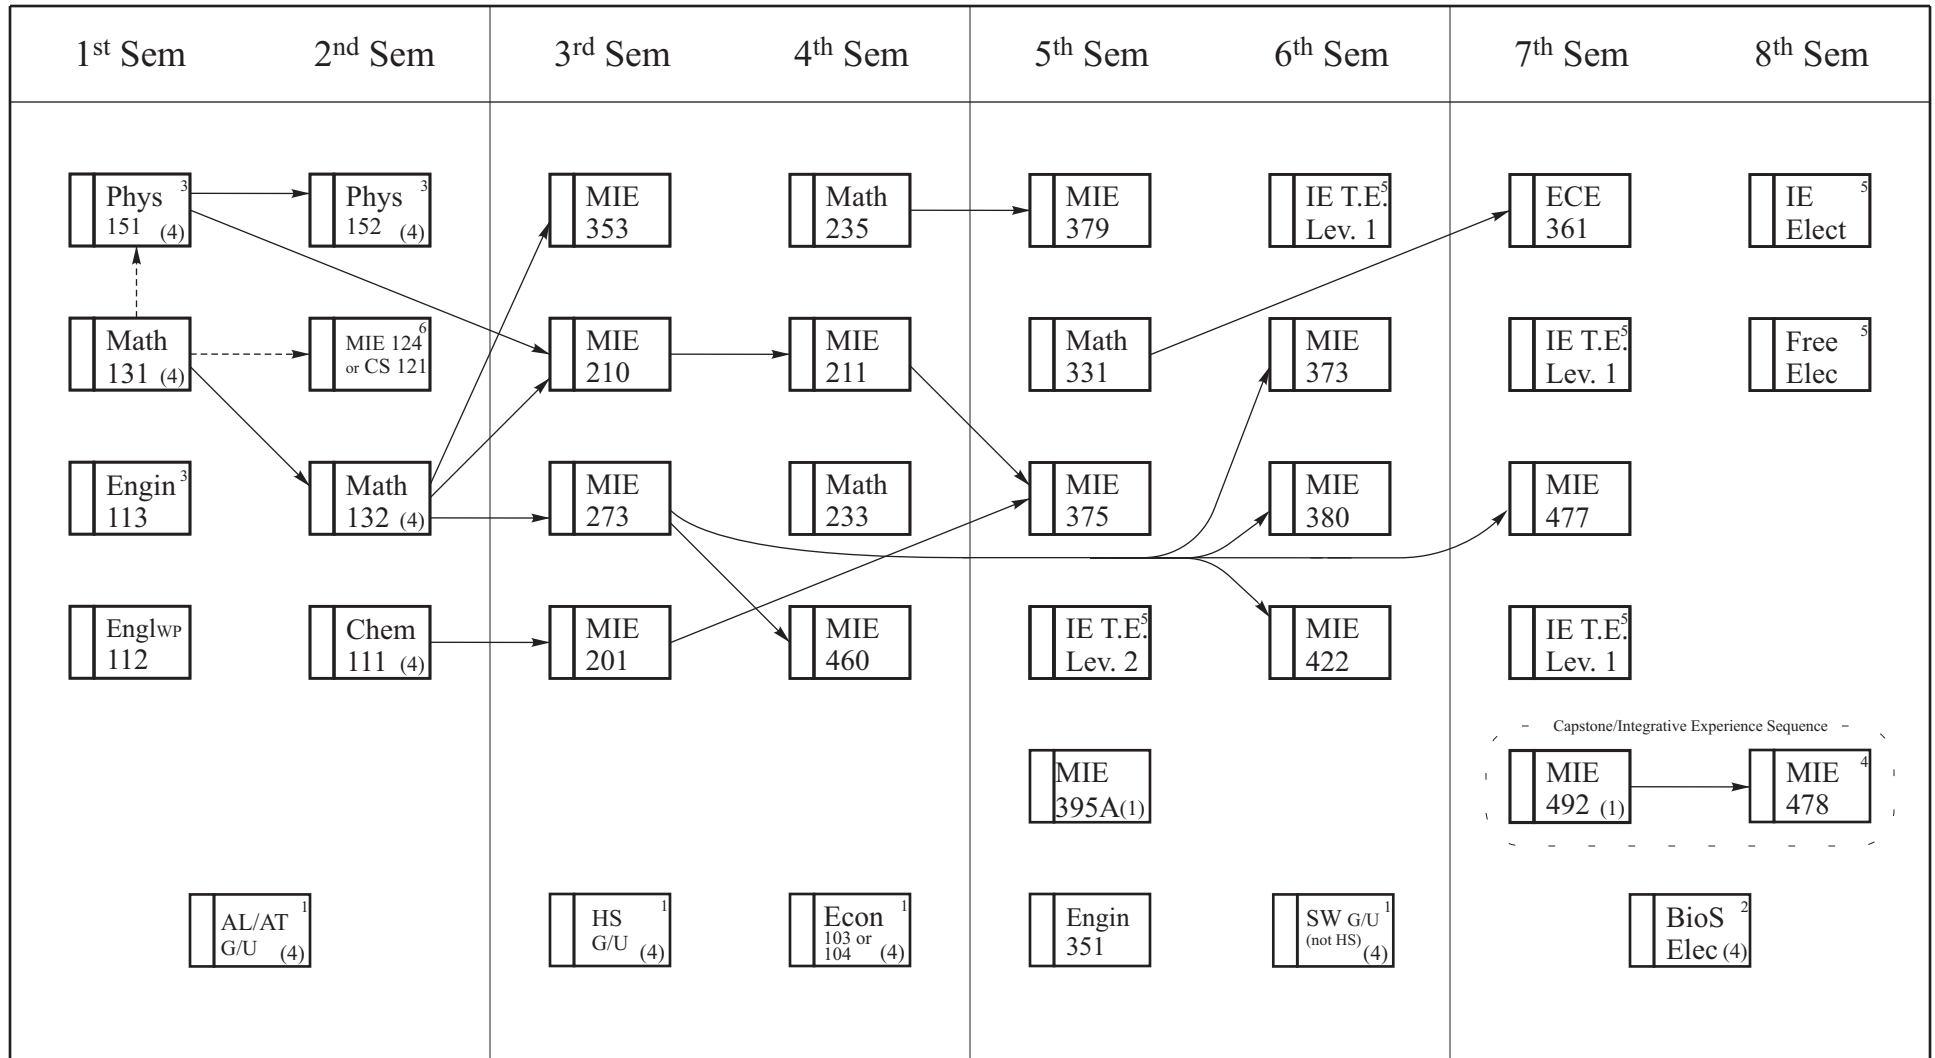 1st Sem
2nd Sem
3rd Sem
4th Sem
5th Sem
6th Sem
7th Sem
8th Sem
Phys 3
151 (4)
Phys 3
152 (4)
MIE
353
Math
235
MIE
379
IE T.E. 5
Lev. 1
ECE
361
IE 5
Elect
Math
131 (4)
MIE 124 6
or CS 121
MIE
210
MIE
211
Math
331
MIE
373
IE T.E. 5
Lev. 1
Free 5
Elec
Engin 3
113
Math
132 (4)
MIE
273
Math
233
MIE
375
MIE
380
MIE
477
Engl WP
112
Chem
111 (4)
MIE
201
MIE
460
IE T.E. 5
Lev. 2
MIE
422
IE T.E. 5
Lev. 1
Capstone/Integrative Experience Sequence
MIE
395A (1)
MIE
492 (1)
MIE 4
478
AL/AT 1
G/U (4)
HS 1
G/U (4)
Econ 1
103 or
104 (4)
Engin
351
SW G/U 1
(not HS)
(4)
BioS 2
Elec (4)